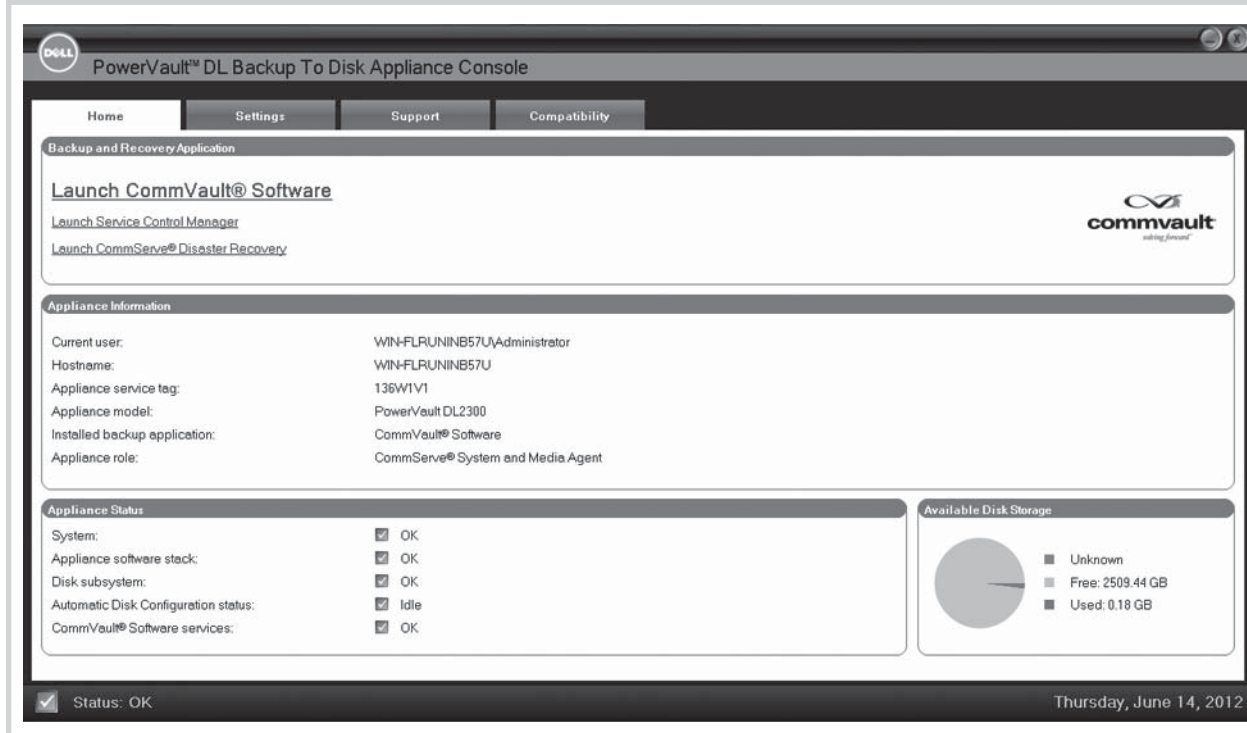 DELL
PowerVault™ DL Backup To Disk Appliance Console
Home Settings Support Compatibility
Backup and Recovery Application
Launch CommVault® Software
Launch Service Control Manager
Launch CommServe® Disaster Recovery
commvault
solving forward®
Appliance Information
Current user: WIN-FLRUNINB57U\Administrator
Hostname: WIN-FLRUNINB57U
Appliance service tag: 136W1V1
Appliance model: PowerVault DL2300
Installed backup application: CommVault® Software
Appliance role: CommServe® System and Media Agent
Appliance Status
System: OK
Appliance software stack: OK
Disk subsystem: OK
Automatic Disk Configuration status: Idle
CommVault® Software services: OK
Available Disk Storage
Unknown
Free: 2509.44 GB
Used: 0.18 GB
Status: OK
Thursday, June 14, 2012